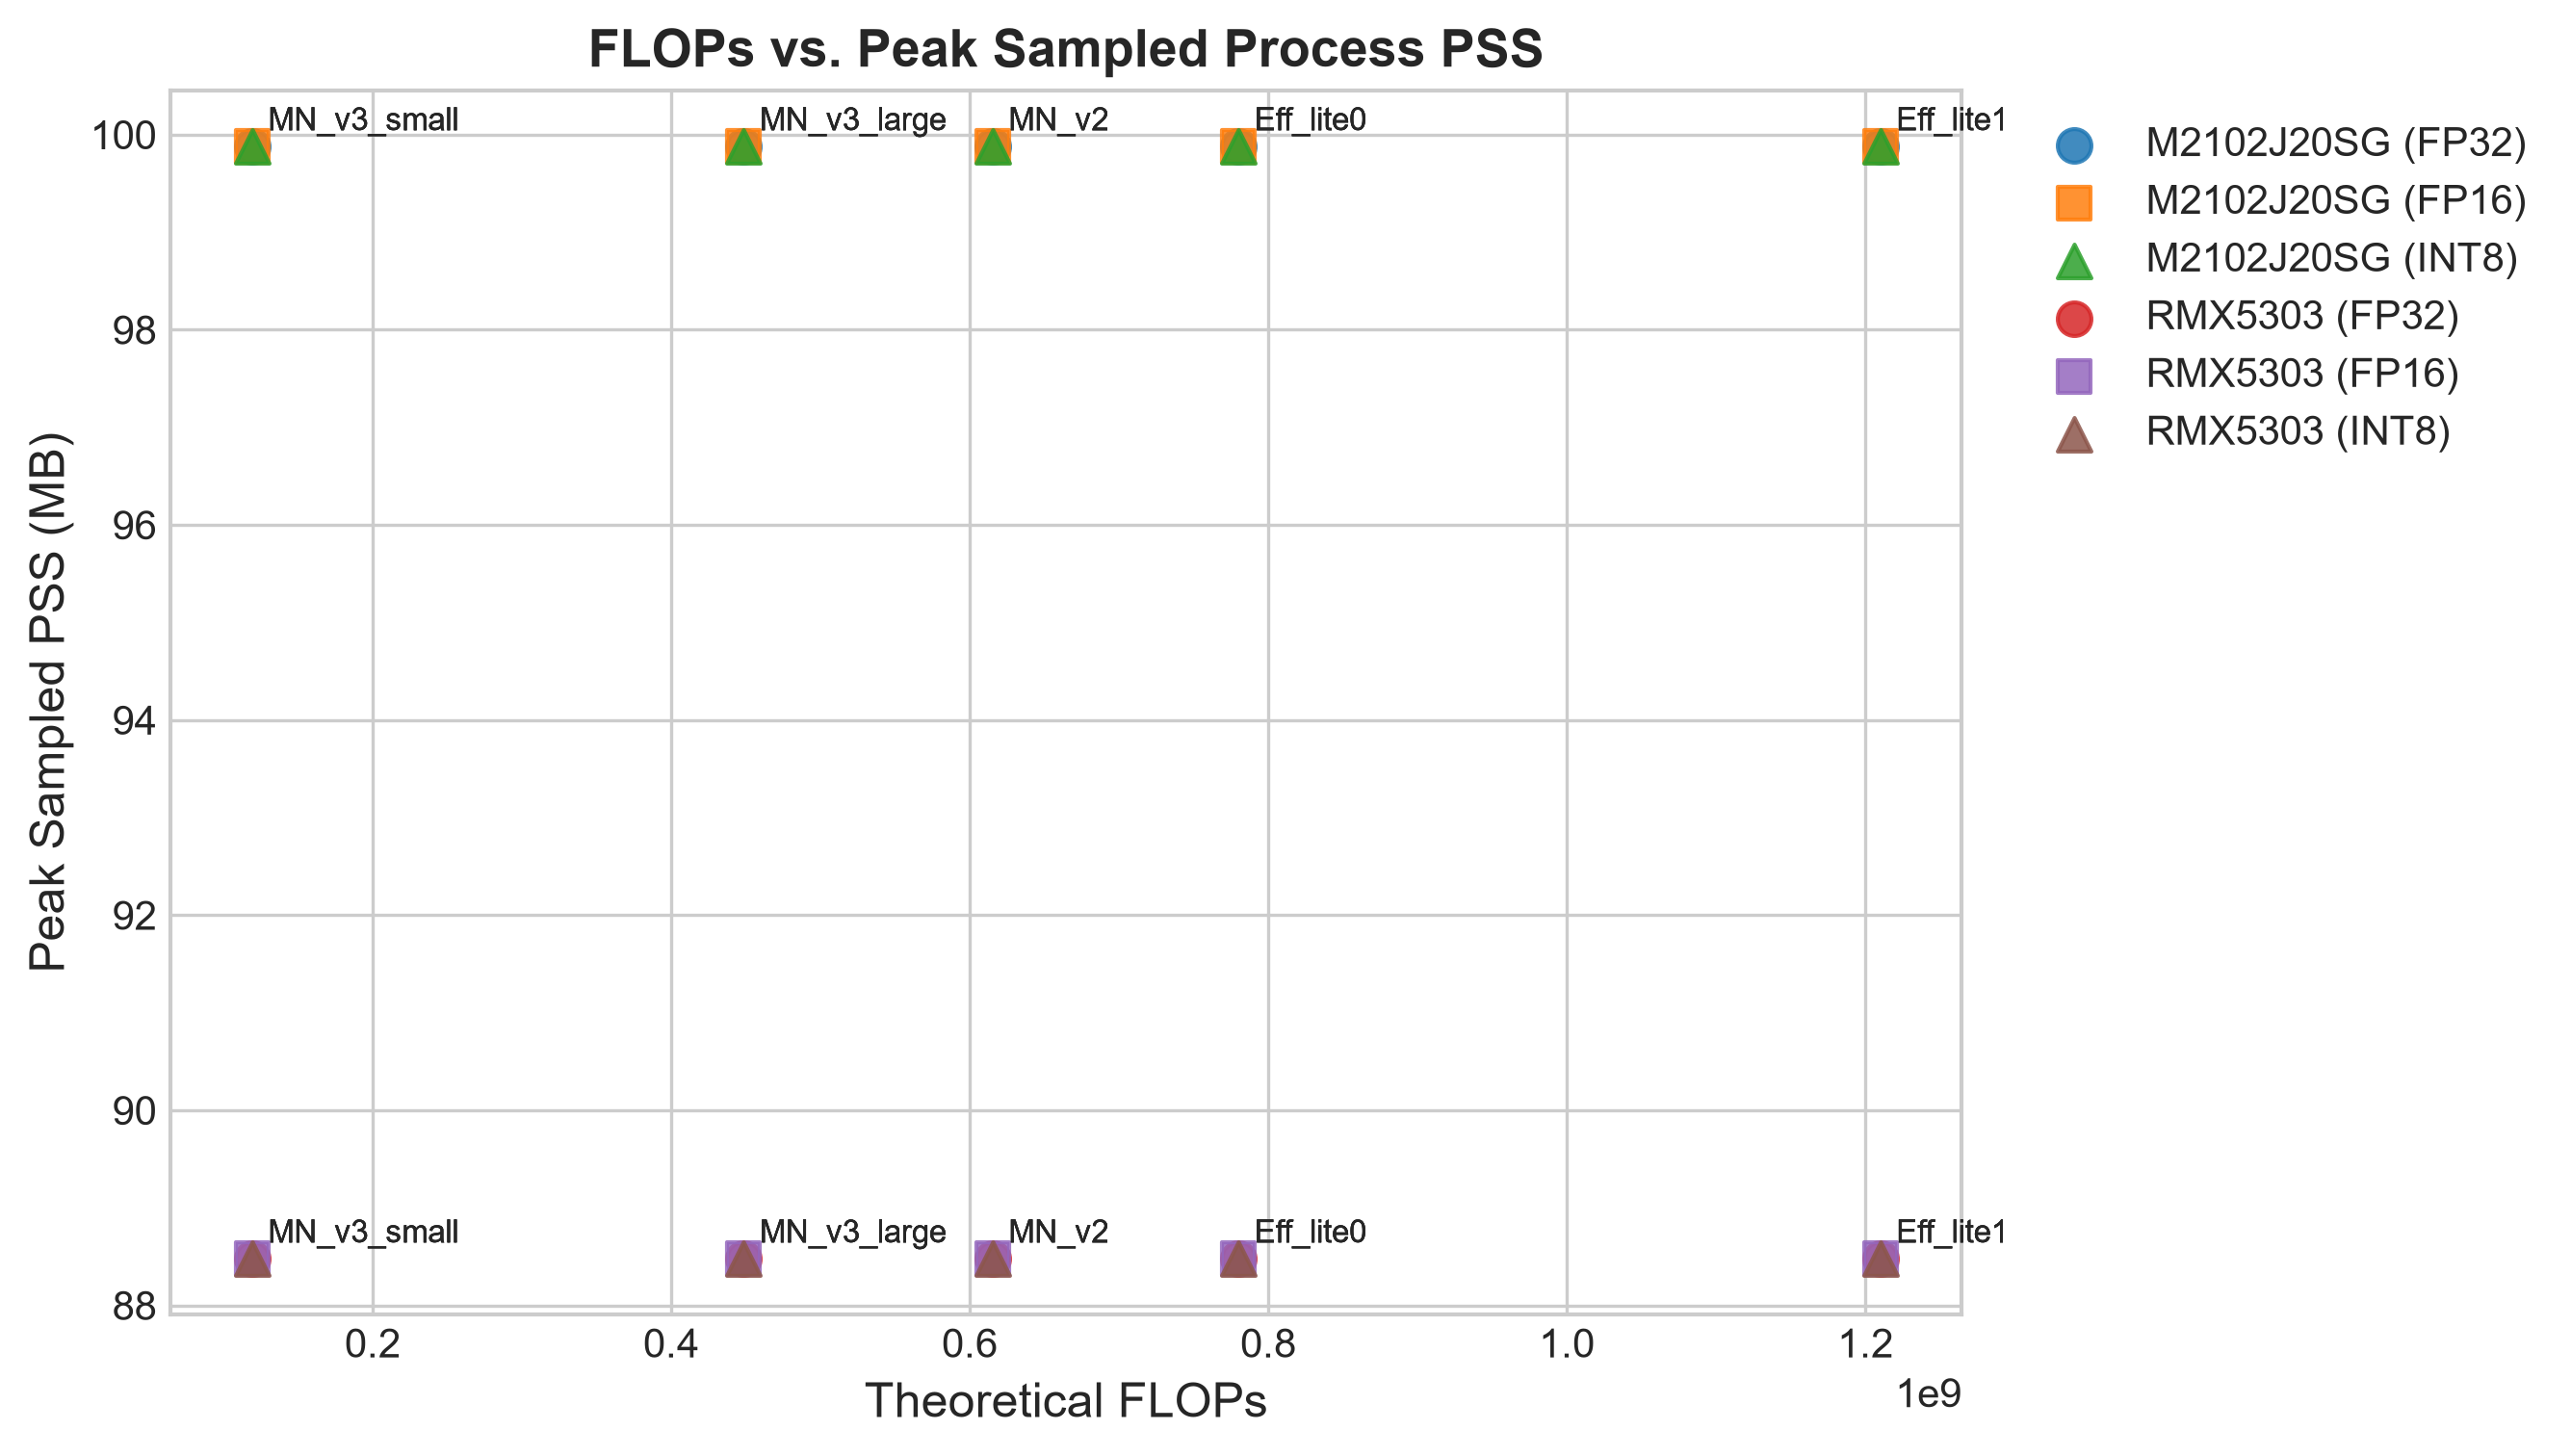 FLOPs vs. Peak Sampled Process PSS
Peak Sampled PSS (MB)
100
98
96
94
92
90
88
MN_v3_small
MN_v3_large
MN_v2
Eff_lite0
Eff_lite1
MN_v3_small
MN_v3_large
MN_v2
Eff_lite0
Eff_lite1
0.2
0.4
0.6
0.8
1.0
1.2
1e9
Theoretical FLOPs
M2102J20SG (FP32)
M2102J20SG (FP16)
M2102J20SG (INT8)
RMX5303 (FP32)
RMX5303 (FP16)
RMX5303 (INT8)